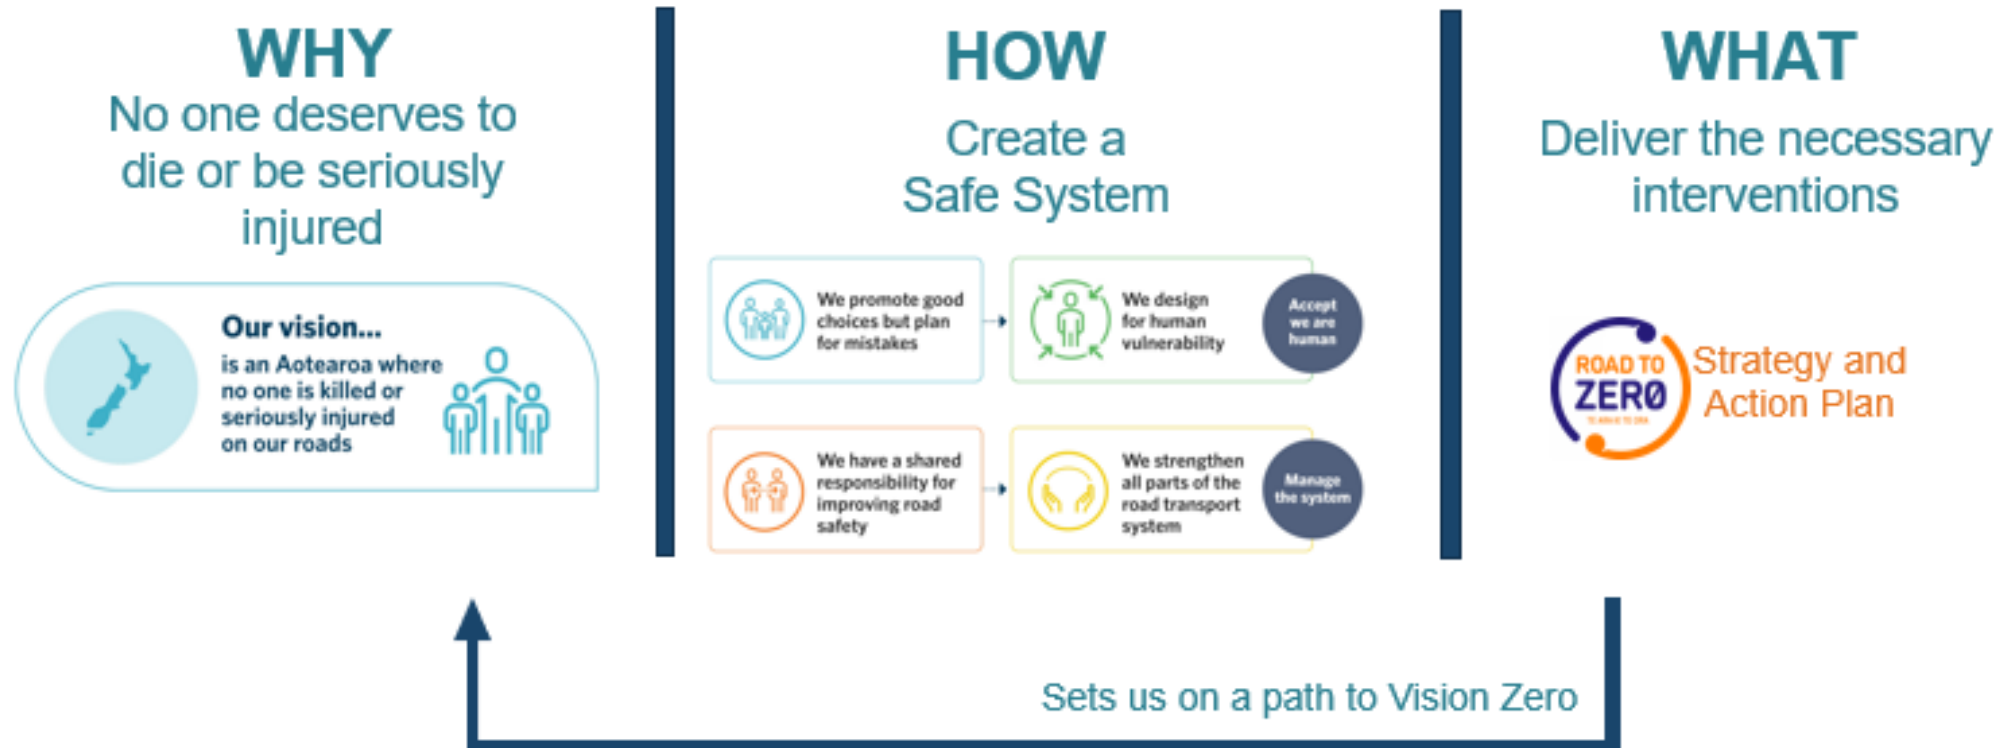 WHY
No one deserves to
die or be seriously
injured
Our vision...
is an Aotearoa where
no one is killed or
seriously injured
on our roads
HOW
Create a
Safe System
We promote good
choices but plan
for mistakes
We design
for human
vulnerability
Accept
we are
human
We have a shared
responsibility for
improving road
safety
We strengthen
all parts of the
road transport
system
Manage
the system
WHAT
Deliver the necessary
interventions
ROAD TO
ZERØ
Strategy and
Action Plan
Sets us on a path to Vision Zero